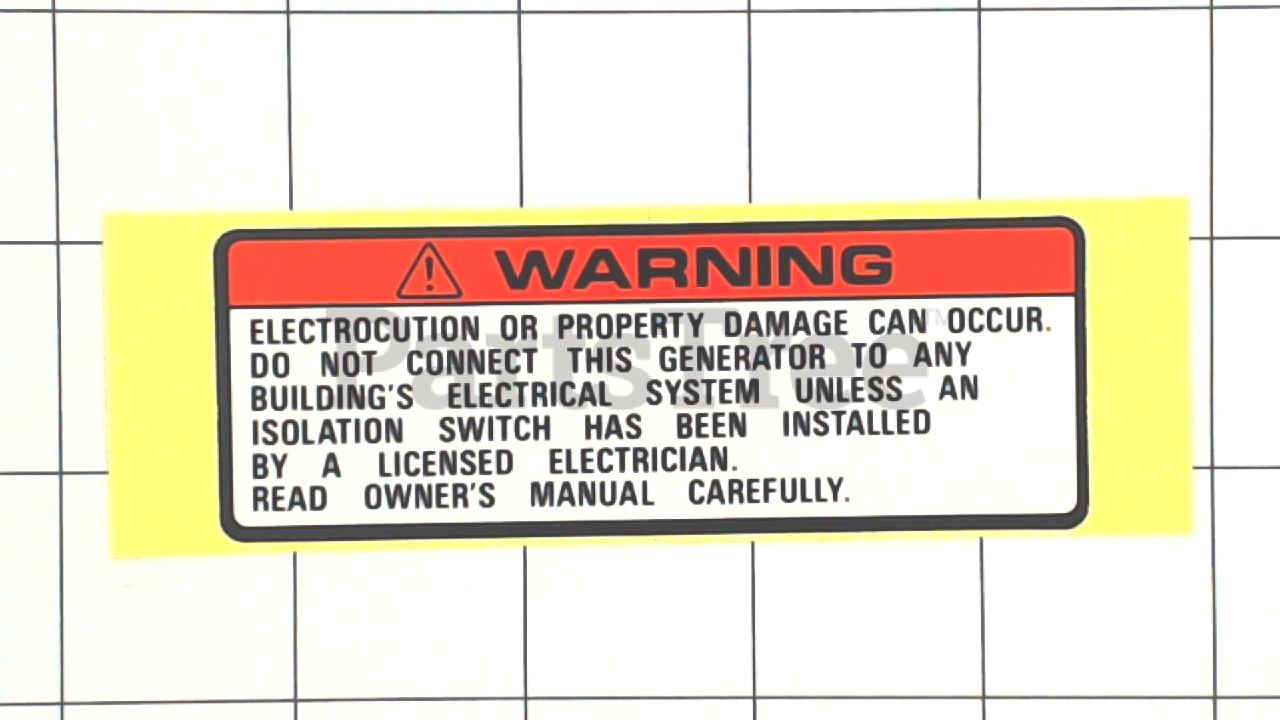 WARNING
ELECTROCUTION OR PROPERTY DAMAGE CAN OCCUR.
DO NOT CONNECT THIS GENERATOR TO ANY
BUILDING'S ELECTRICAL SYSTEM UNLESS AN
ISOLATION SWITCH HAS BEEN INSTALLED
BY A LICENSED ELECTRICIAN.
READ OWNER'S MANUAL CAREFULLY.
PartsTree™